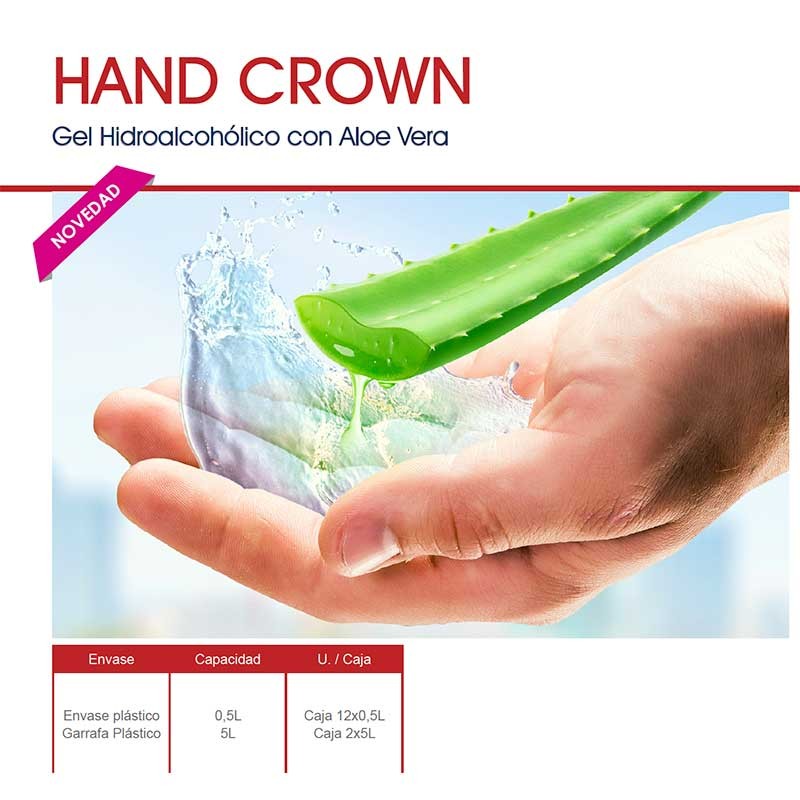 HAND CROWN
Gel Hidroalcohólico con Aloe Vera
NOVEDAD
Envase Capacidad U. / Caja
Envase plástico 0,5L Caja 12x0,5L
Garrafa Plástico 5L Caja 2x5L